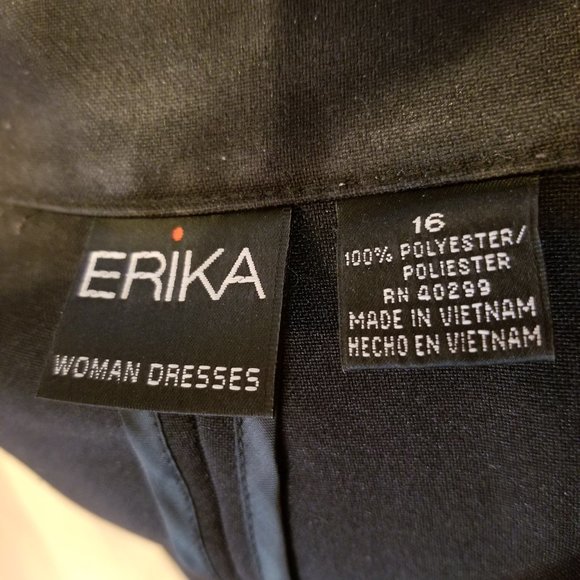 ERIKA
WOMAN DRESSES
16
100% POLYESTER/
POLIESTER
RN 40299
MADE IN VIETNAM
HECHO EN VIETNAM